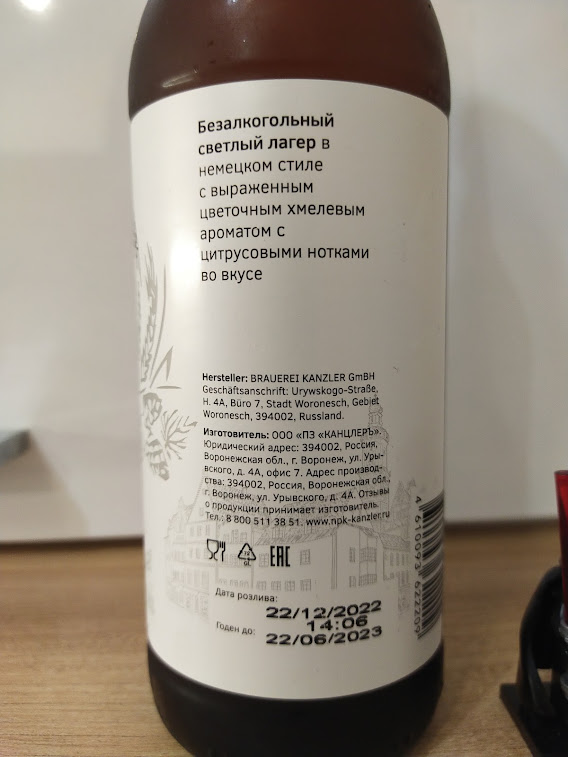 Безалкогольный
светлый лагер в
немецком стиле
с выраженным
цветочным хмелевым
ароматом с
цитрусовыми нотками
во вкусе
Hersteller: BRAUEREI KANZLER GmBH
Geschäftsanschrift: Urywskogo-Straße,
H. 4A, Büro 7, Stadt Woronesch, Gebiet
Woronesch, 394002, Russland.
Изготовитель: ООО «ПЗ «КАНЦЛЕРЪ».
Юридический адрес: 394002, Россия,
Воронежская обл., г. Воронеж, ул. Уры-
вского, д. 4А, офис 7. Адрес производ-
ства: 394002, Россия, Воронежская обл.,
г. Воронеж, ул. Урывского, д. 4А. Отзывы
о продукции принимает изготовитель.
Тел.: 8 800 511 38 51. www.npk-kanzler.ru
EAC
Дата розлива:
22/12/2022
14:06
Годен до:
22/06/2023
4 610093 622209